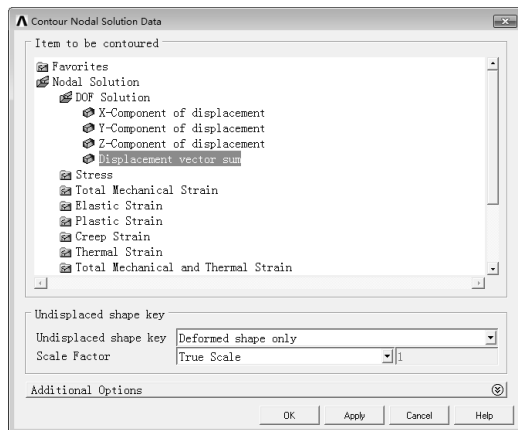 Contour Nodal Solution Data
Item to be contoured
Favorites
Nodal Solution
DOF Solution
X-Component of displacement
Y-Component of displacement
Z-Component of displacement
Displacement vector sum
Stress
Total Mechanical Strain
Elastic Strain
Plastic Strain
Creep Strain
Thermal Strain
Total Mechanical and Thermal Strain
Undisplaced shape key
Undisplaced shape key Deformed shape only
Scale Factor True Scale 1
Additional Options
OK Apply Cancel Help